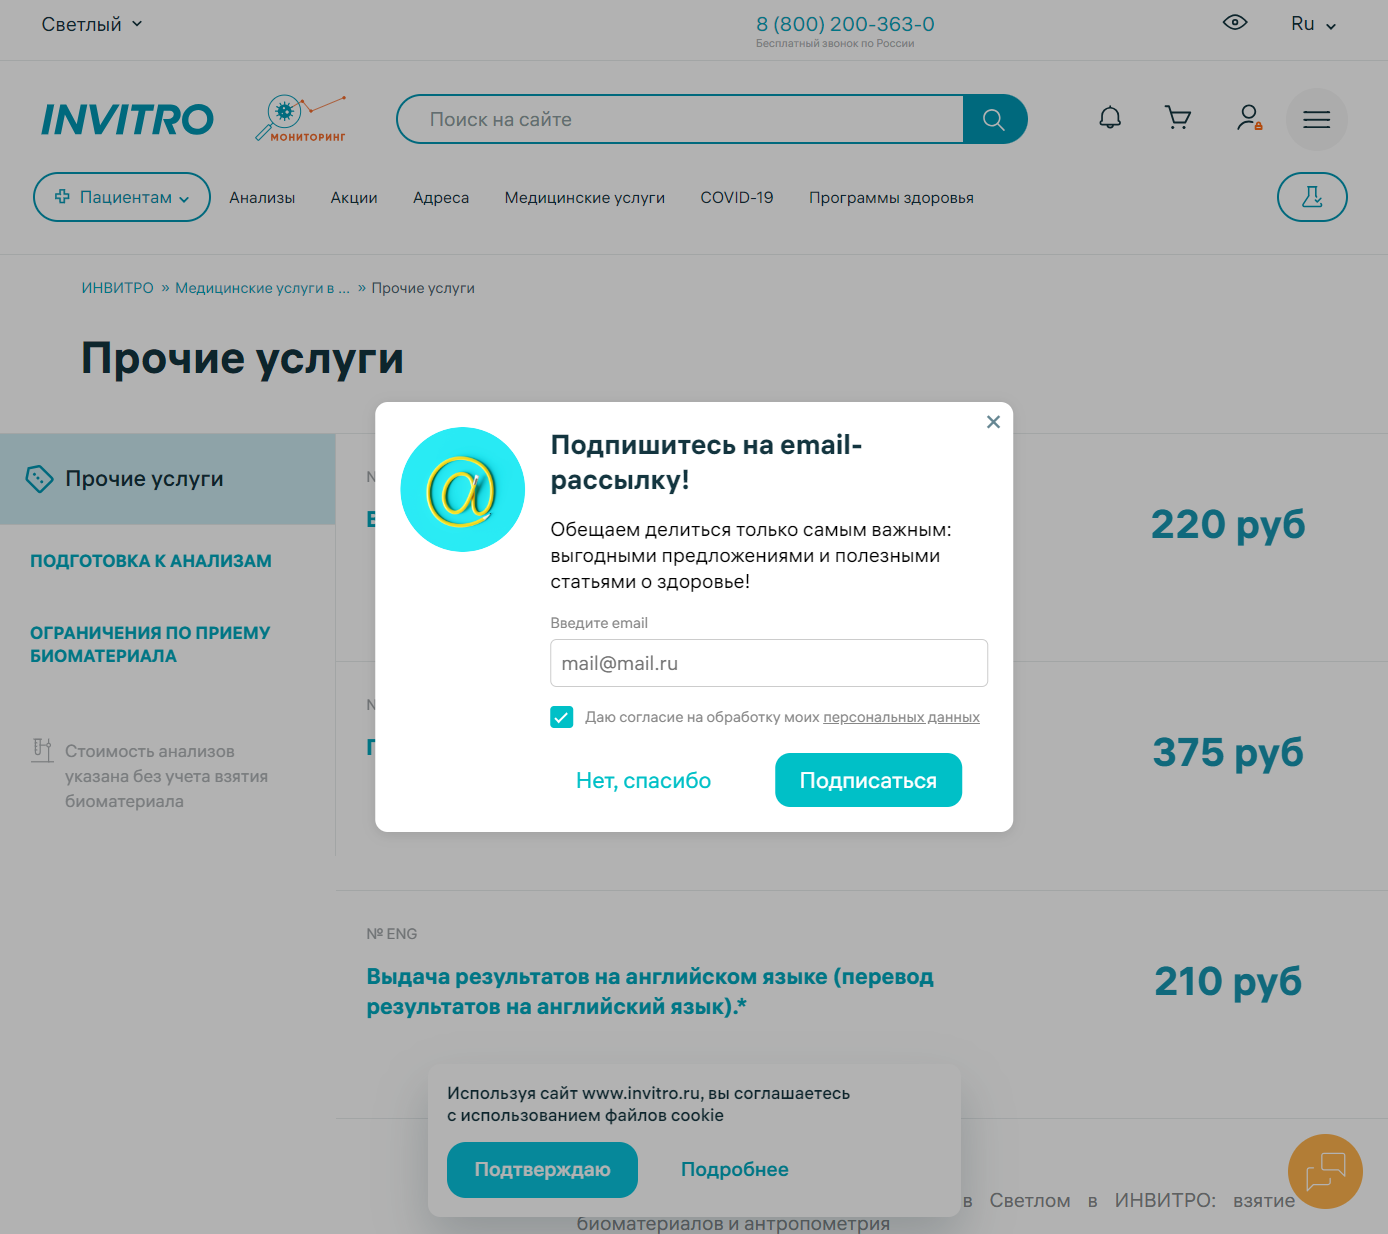 Светлый
8 (800) 200-363-0
Бесплатный звонок по России
Ru
INVITRO
МОНИТОРИНГ
Поиск на сайте
Пациентам
Анализы
Акции
Адреса
Медицинские услуги
COVID-19
Программы здоровья
ИНВИТРО » Медицинские услуги в ... » Прочие услуги
Прочие услуги
Прочие услуги
ПОДГОТОВКА К АНАЛИЗАМ
ОГРАНИЧЕНИЯ ПО ПРИЕМУ
БИОМАТЕРИАЛА
Стоимость анализов
указана без учета взятия
биоматериала
220 руб
375 руб
Подпишитесь на email-
рассылку!
Обещаем делиться только самым важным:
выгодными предложениями и полезными
статьями о здоровье!
Введите email
mail@mail.ru
Даю согласие на обработку моих персональных данных
Нет, спасибо
Подписаться
№ ENG
Выдача результатов на английском языке (перевод
результатов на английский язык).*
210 руб
Используя сайт www.invitro.ru, вы соглашаетесь
с использованием файлов cookie
Подтверждаю
Подробнее
в Светлом в ИНВИТРО: взятие
биоматериалов и антропометрия